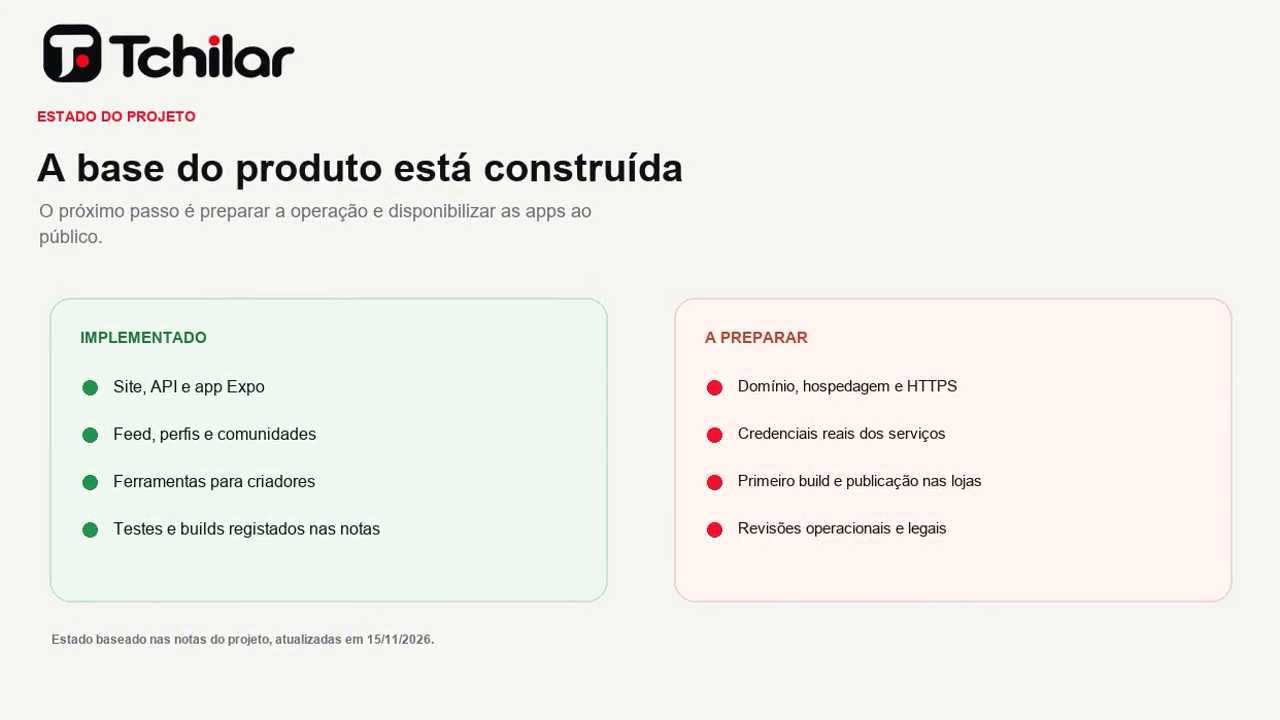 Tchilar
ESTADO DO PROJETO
A base do produto está construída
O próximo passo é preparar a operação e disponibilizar as apps ao
público.
IMPLEMENTADO
Site, API e app Expo
Feed, perfis e comunidades
Ferramentas para criadores
Testes e builds registados nas notas
A PREPARAR
Domínio, hospedagem e HTTPS
Credenciais reais dos serviços
Primeiro build e publicação nas lojas
Revisões operacionais e legais
Estado baseado nas notas do projeto, atualizadas em 15/11/2026.